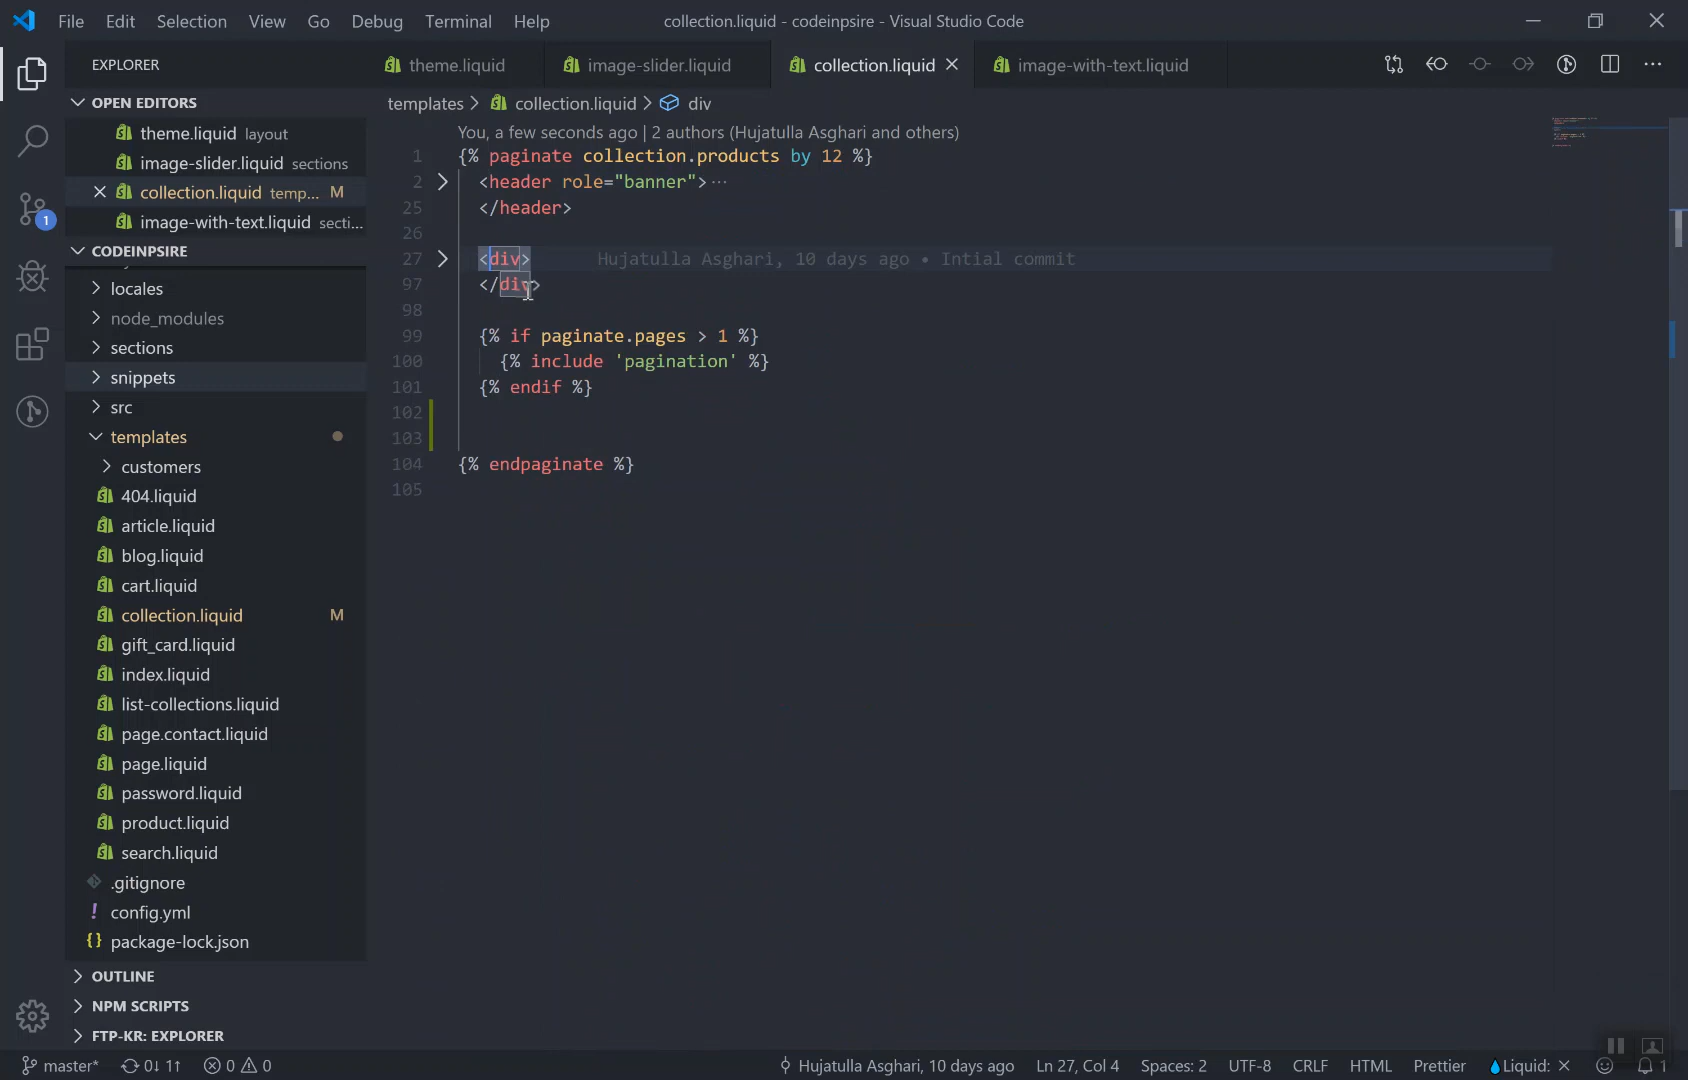 File Edit Selection View Go Debug Terminal Help
collection.liquid - codeinpsire - Visual Studio Code
EXPLORER
theme.liquid
image-slider.liquid
collection.liquid
image-with-text.liquid
OPEN EDITORS
theme.liquid layout
image-slider.liquid sections
collection.liquid temp... M
image-with-text.liquid secti...
CODEINPSIRE
locales
node_modules
sections
snippets
src
templates
customers
404.liquid
article.liquid
blog.liquid
cart.liquid
collection.liquid M
gift_card.liquid
index.liquid
list-collections.liquid
page.contact.liquid
page.liquid
password.liquid
product.liquid
search.liquid
.gitignore
! config.yml
{} package-lock.json
OUTLINE
NPM SCRIPTS
FTP-KR: EXPLORER
1
templates > collection.liquid > div
You, a few seconds ago | 2 authors (Hujatulla Asghari and others)
1 {% paginate collection.products by 12 %}
2 <header role="banner">...
25 </header>
26
27 <div> Hujatulla Asghari, 10 days ago • Intial commit
97 </div>
98
99 {% if paginate.pages > 1 %}
100 {% include 'pagination' %}
101 {% endif %}
102
103
104 {% endpaginate %}
105
master* 0↓ 1↑ 0 0
Hujatulla Asghari, 10 days ago Ln 27, Col 4 Spaces: 2 UTF-8 CRLF HTML Prettier Liquid: 1